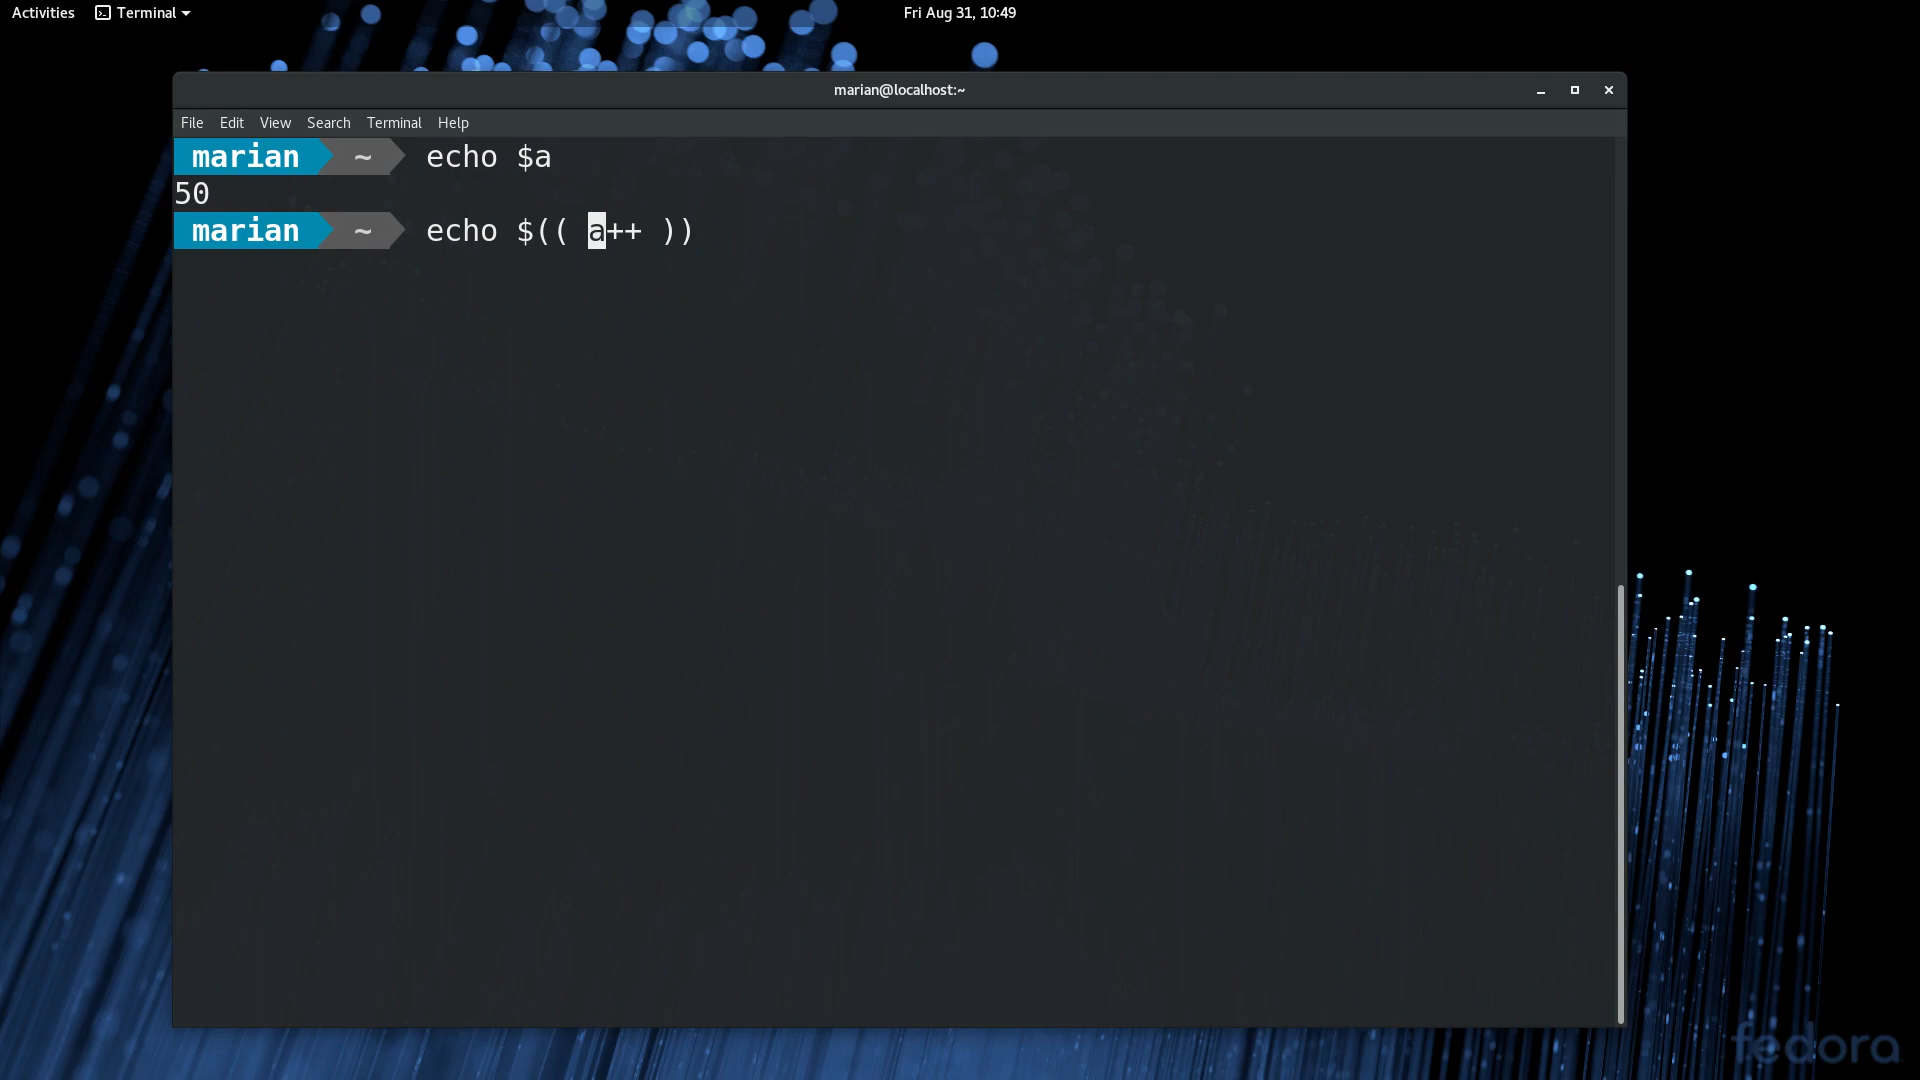 Activities Terminal Fri Aug 31, 10:49
marian@localhost:~
File Edit View Search Terminal Help
marian ~ echo $a
50
marian ~ echo $(( a++ ))
fedora